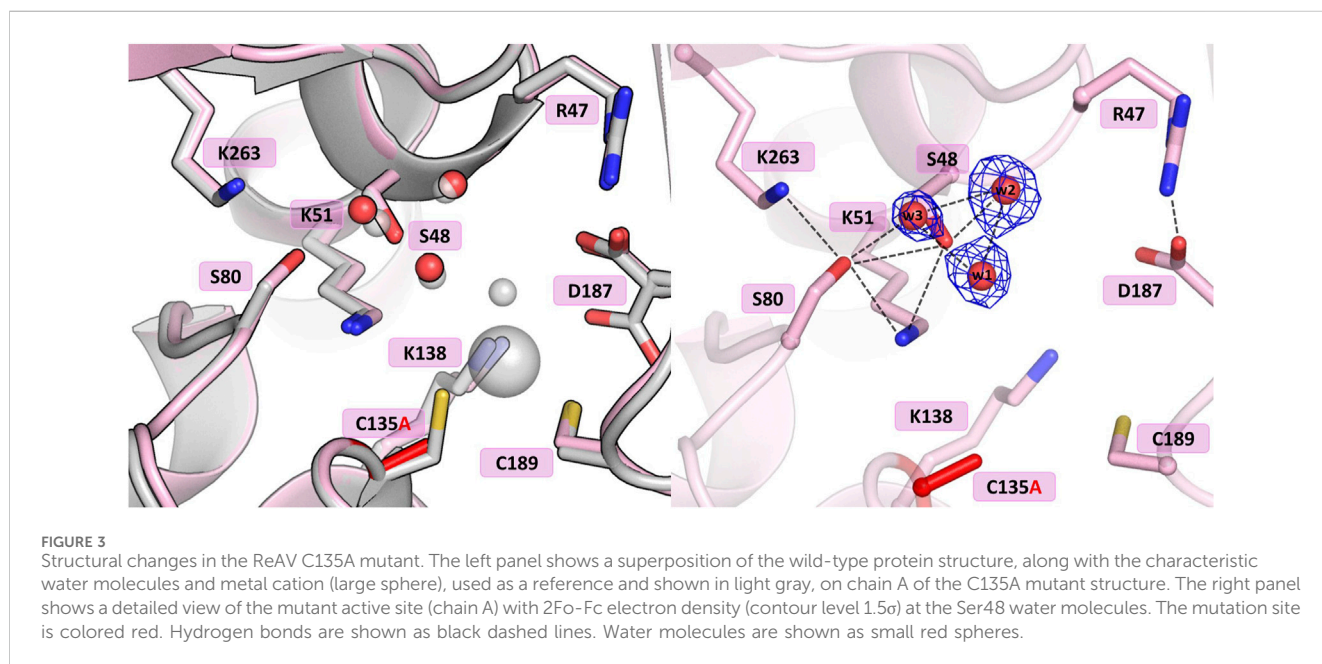 R47
K263
K51
S48
S80
D187
K138
C135A
C189
R47
K263
S48
w2
w3
K51
w1
S80
D187
K138
C189
C135A
FIGURE 3
Structural changes in the ReAV C135A mutant. The left panel shows a superposition of the wild-type protein structure, along with the characteristic
water molecules and metal cation (large sphere), used as a reference and shown in light gray, on chain A of the C135A mutant structure. The right panel
shows a detailed view of the mutant active site (chain A) with 2Fo-Fc electron density (contour level 1.5σ) at the Ser48 water molecules. The mutation site
is colored red. Hydrogen bonds are shown as black dashed lines. Water molecules are shown as small red spheres.